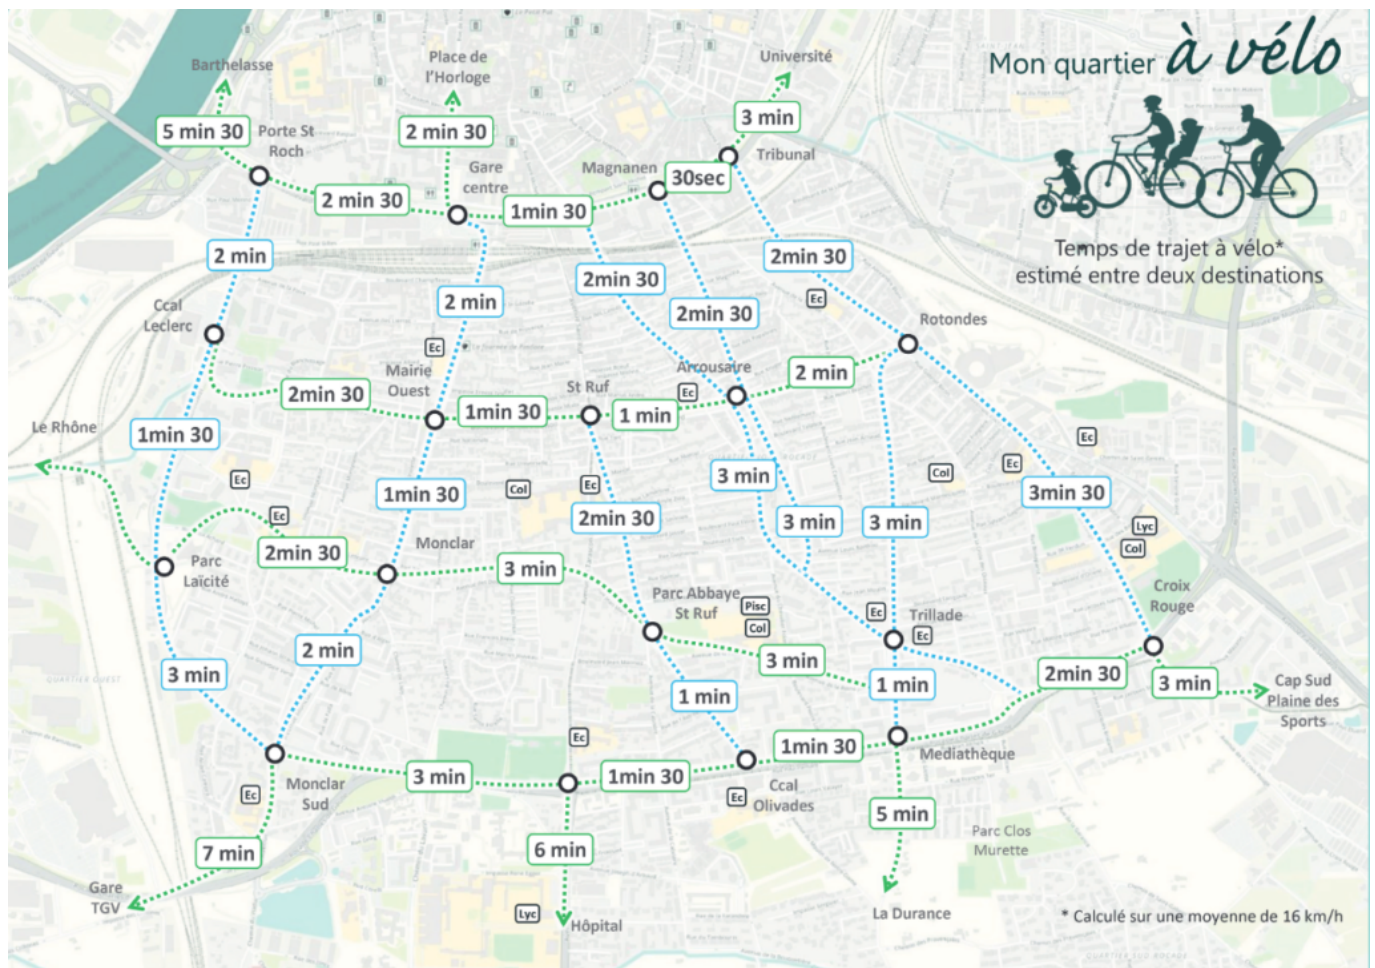 Mon quartier à vélo
Barthelasse
Place de
l'Horloge
Université
5 min 30
Porte St
Roch
2 min 30
3 min
Tribunal
Gare
centre
Magnanen
30sec
2 min 30
1min 30
2 min
2min 30
2min 30
Temps de trajet à vélo*
estimé entre deux destinations
2 min
2min 30
Ec
Ccal
Leclerc
Rotondes
Ec
Mairie
Ouest
St Ruf
Arrousaire
2 min
2min 30
Ec
1min 30
1 min
Le Rhône
1min 30
Ec
Ec
Col
Ec
3 min
Col
Ec
1min 30
Col
3min 30
Ec
2min 30
3 min
3 min
Lyc
Col
Monclar
2min 30
3 min
Parc
Laïcité
Parc Abbaye
St Ruf
Pisc
Col
Ec
Trillade
Ec
Croix
Rouge
2 min
3 min
3 min
2min 30
1 min
3 min
1 min
Cap Sud
Plaine des
Sports
QUARTIER OUEST
Ec
1min 30
Mediathèque
Monclar
Sud
3 min
1min 30
Ccal
Olivades
Ec
Ec
5 min
Parc Clos
Murette
7 min
6 min
Gare
TGV
Lyc
Hôpital
La Durance
* Calculé sur une moyenne de 16 km/h